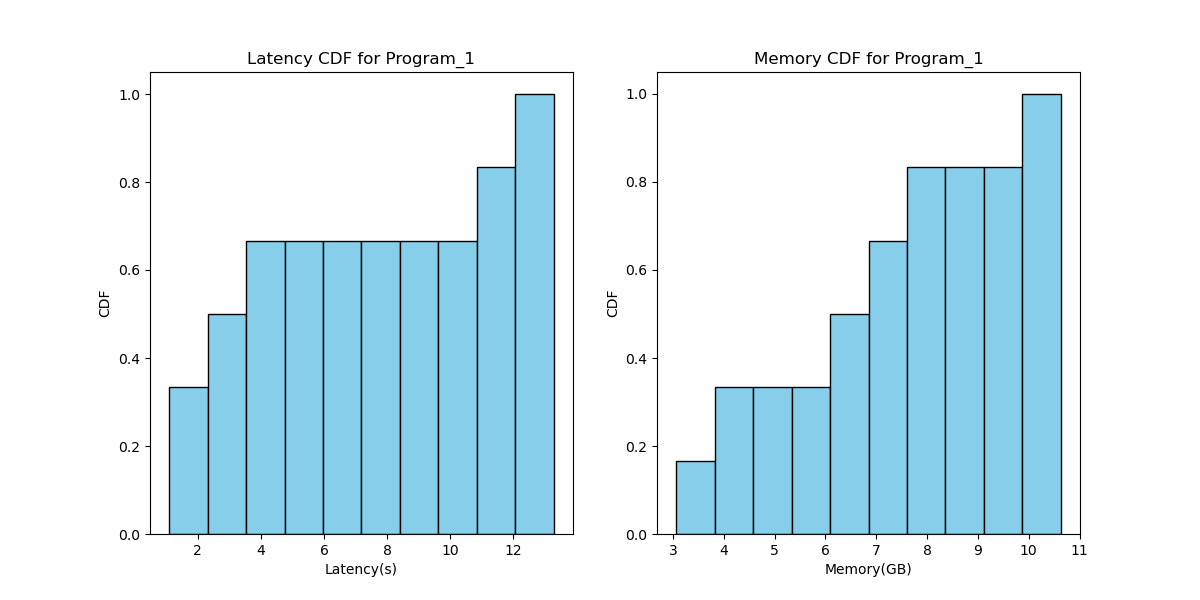 Latency CDF for Program_1
1.0
0.8
0.6
0.4
0.2
0.0
CDF
2 4 6 8 10 12
Latency(s)
Memory CDF for Program_1
1.0
0.8
0.6
0.4
0.2
0.0
CDF
3 4 5 6 7 8 9 10 11
Memory(GB)